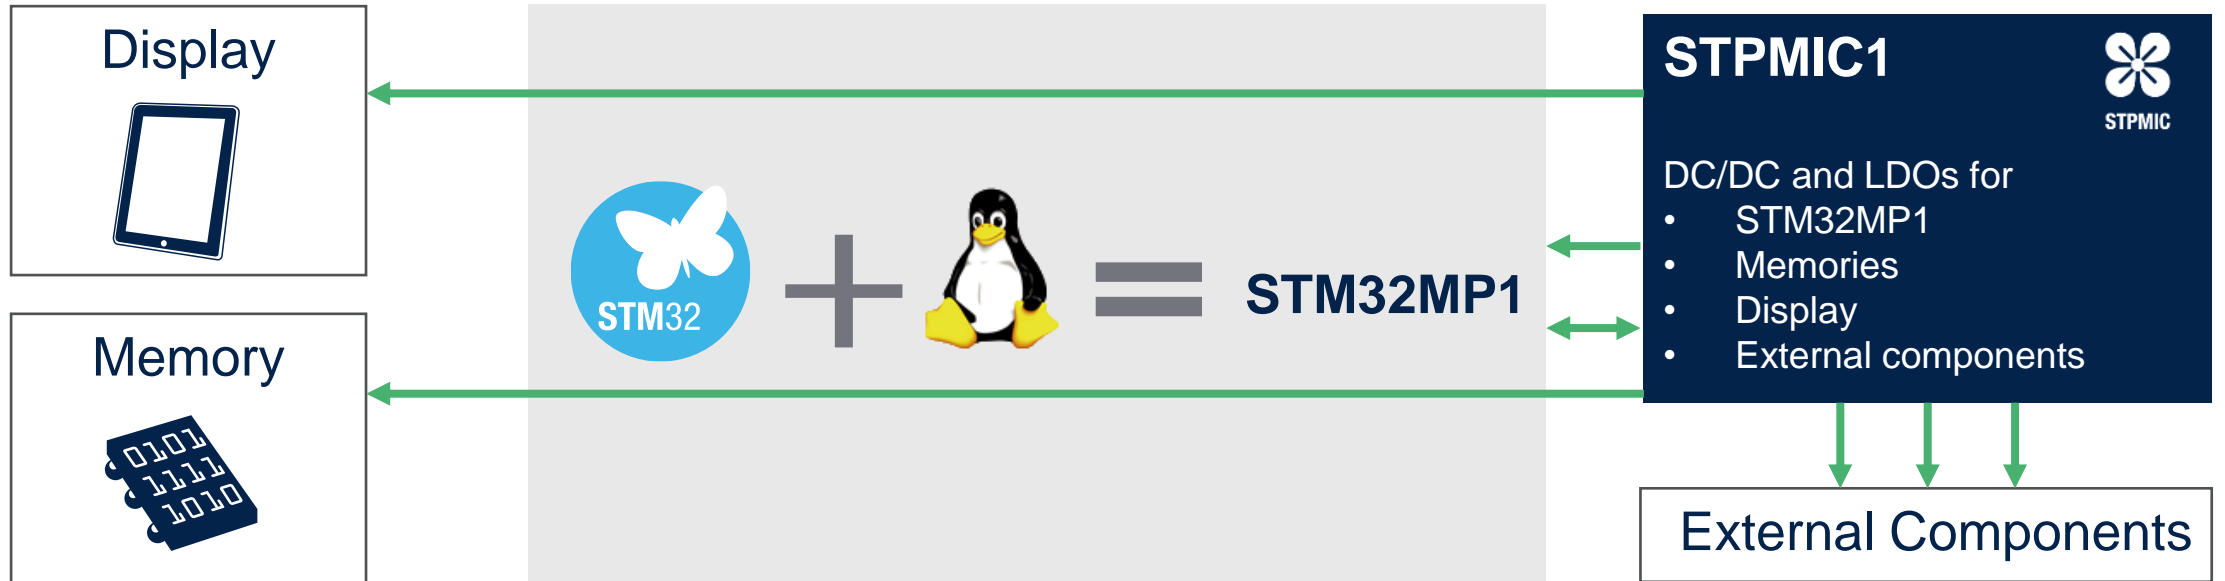 Display
Memory
0101
1111
1010
STM32
STM32MP1
STPMIC1
STPMIC
DC/DC and LDOs for
• STM32MP1
• Memories
• Display
• External components
External Components